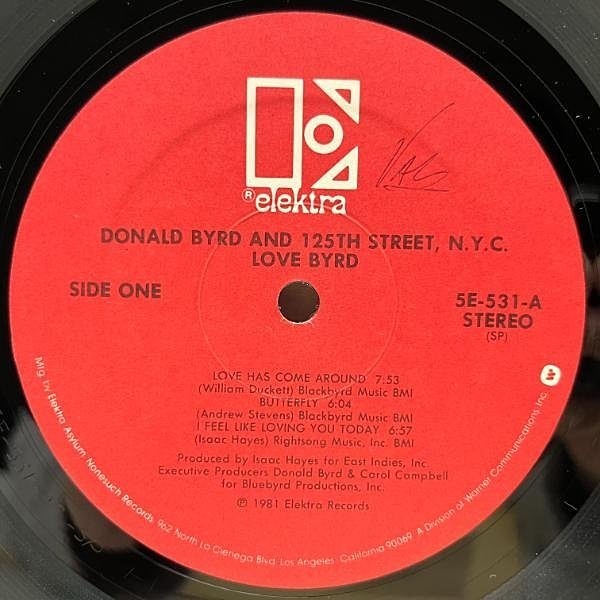 ® elektra
DONALD BYRD AND 125TH STREET, N.Y.C.
LOVE BYRD
SIDE ONE
5E-531-A
STEREO
(SP)
LOVE HAS COME AROUND 7:53
(William Duckett) Blackbyrd Music BMI
BUTTERFLY 6:04
(Andrew Stevens) Blackbyrd Music BMI
I FEEL LIKE LOVING YOU TODAY 6:57
(Isaac Hayes) Rightsong Music, Inc. BMI
Produced by Isaac Hayes for East Indies, Inc.
Executive Producers Donald Byrd & Carol Campbell
for Bluebyrd Productions, Inc.
℗ 1981 Elektra Records
Mfg. by Elektra/Asylum/Nonesuch Records, 962 North La Cienega Blvd., Los Angeles, California 90069. A Division of Warner Communications, Inc.